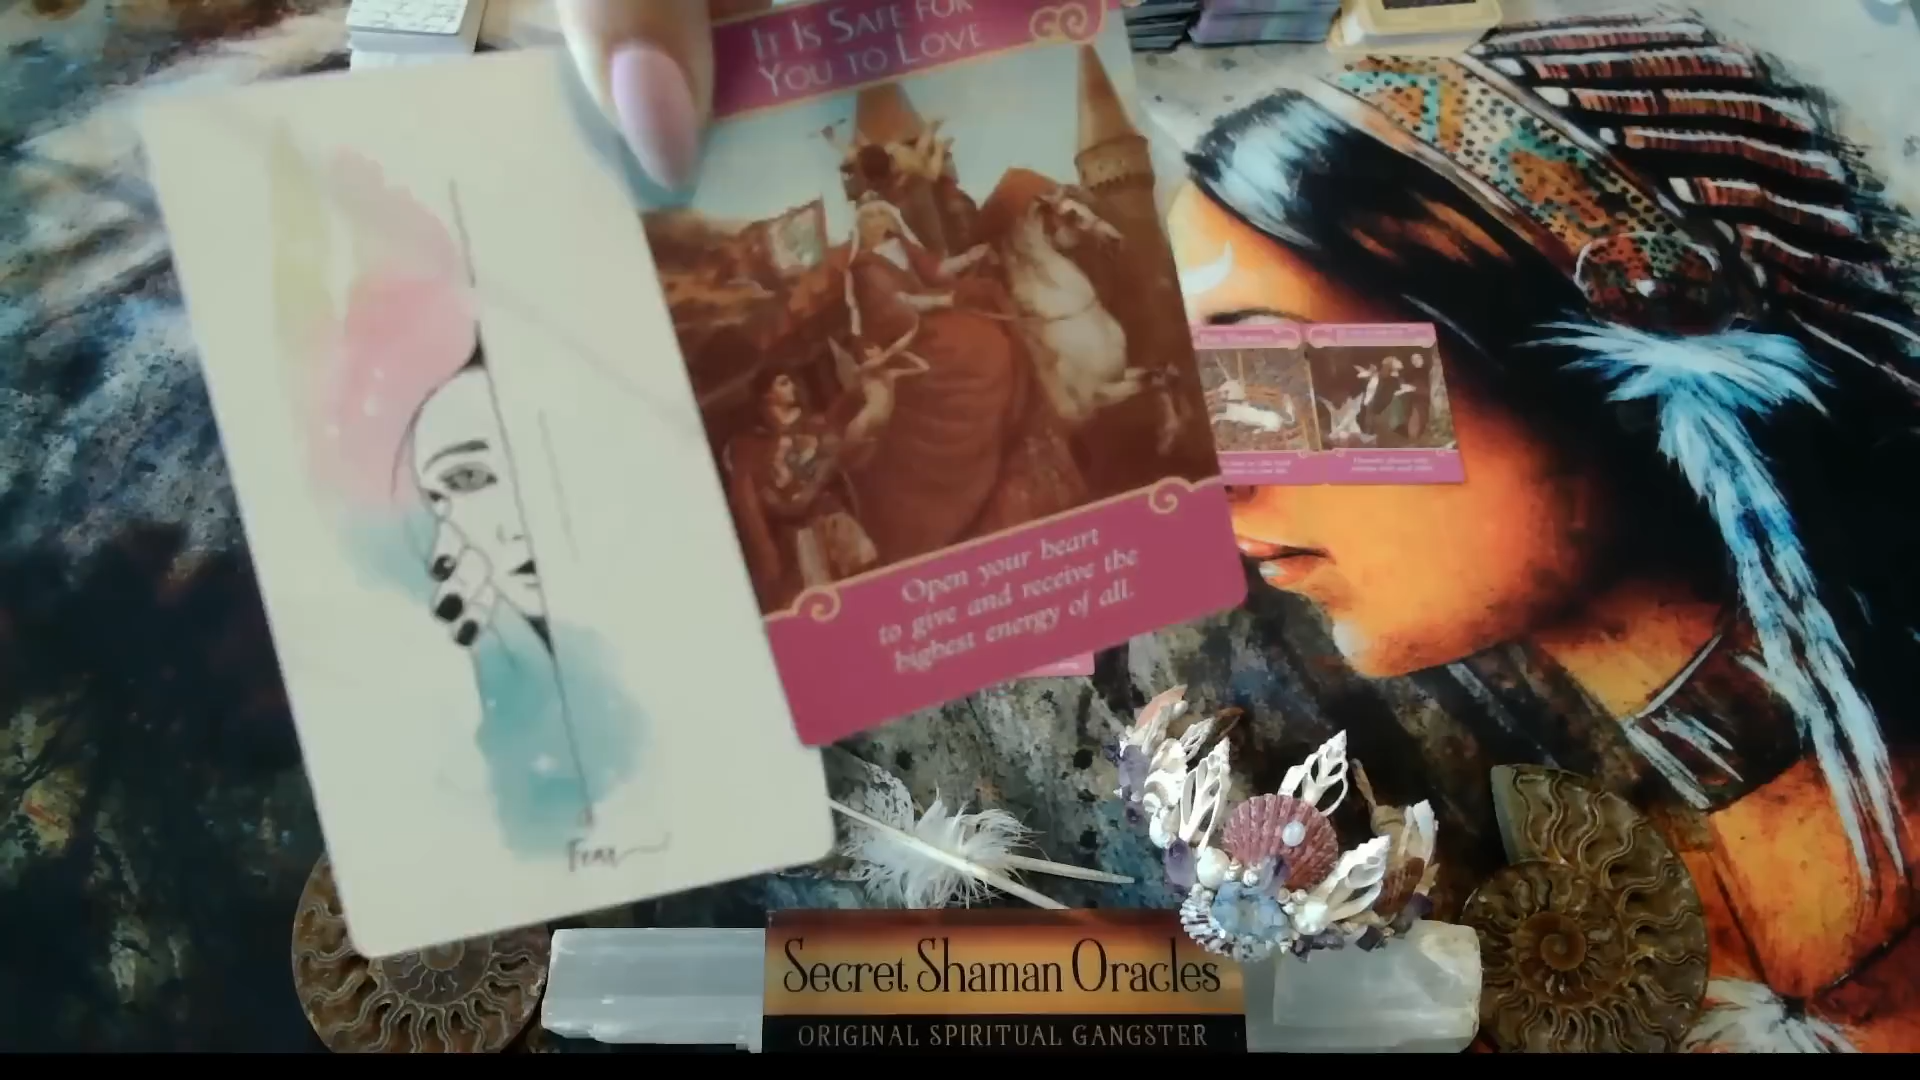 It Is Safe for
You to Love
Open your heart
to give and receive the
highest energy of all.
Fear
Secret Shaman Oracles
ORIGINAL SPIRITUAL GANGSTER